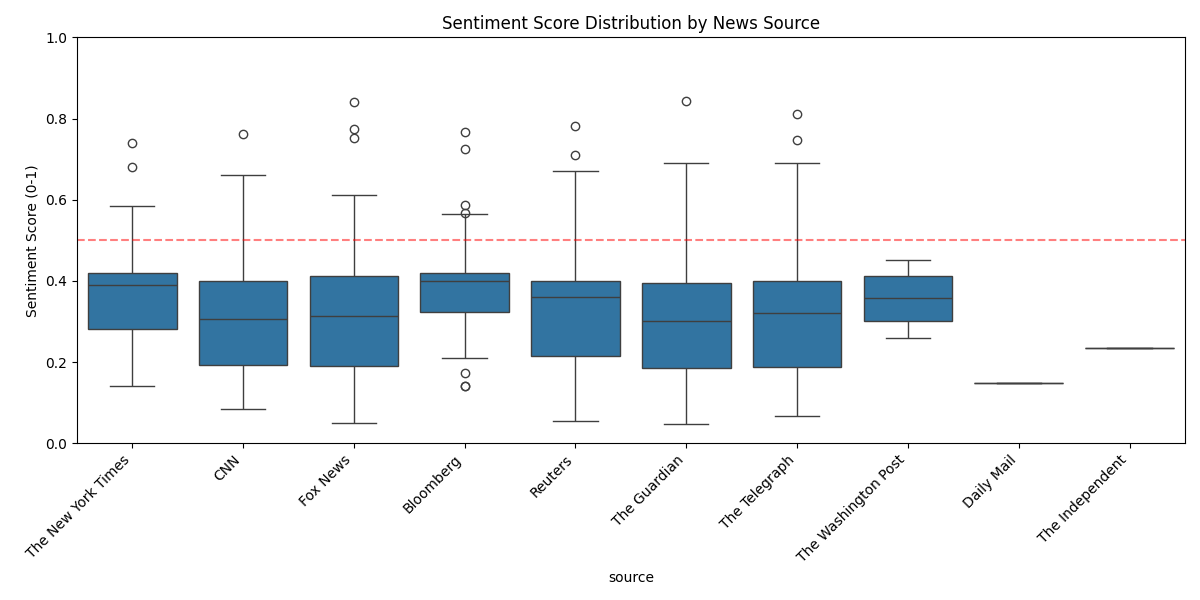 Sentiment Score Distribution by News Source
Sentiment Score (0-1)
1.0
0.8
0.6
0.4
0.2
0.0
The New York Times
CNN
Fox News
Bloomberg
Reuters
The Guardian
The Telegraph
The Washington Post
Daily Mail
The Independent
source